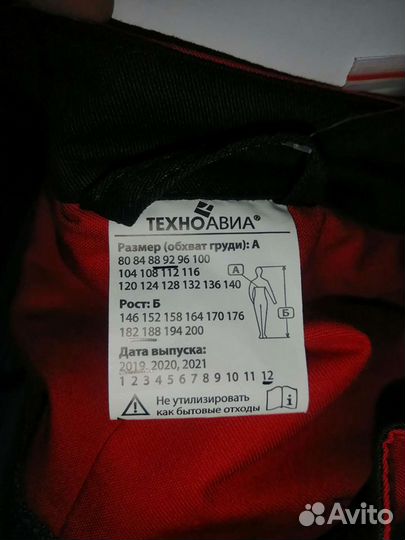 ТЕХНОАВИА®
Размер (обхват груди): А
80 84 88 92 96 100
104 108 112 116
120 124 128 132 136 140
А
Рост: Б
146 152 158 164 170 176
182 188 194 200
Б
Дата выпуска:
2019, 2020, 2021
1 2 3 4 5 6 7 8 9 10 11 12
Не утилизировать
как бытовые отходы
Avito